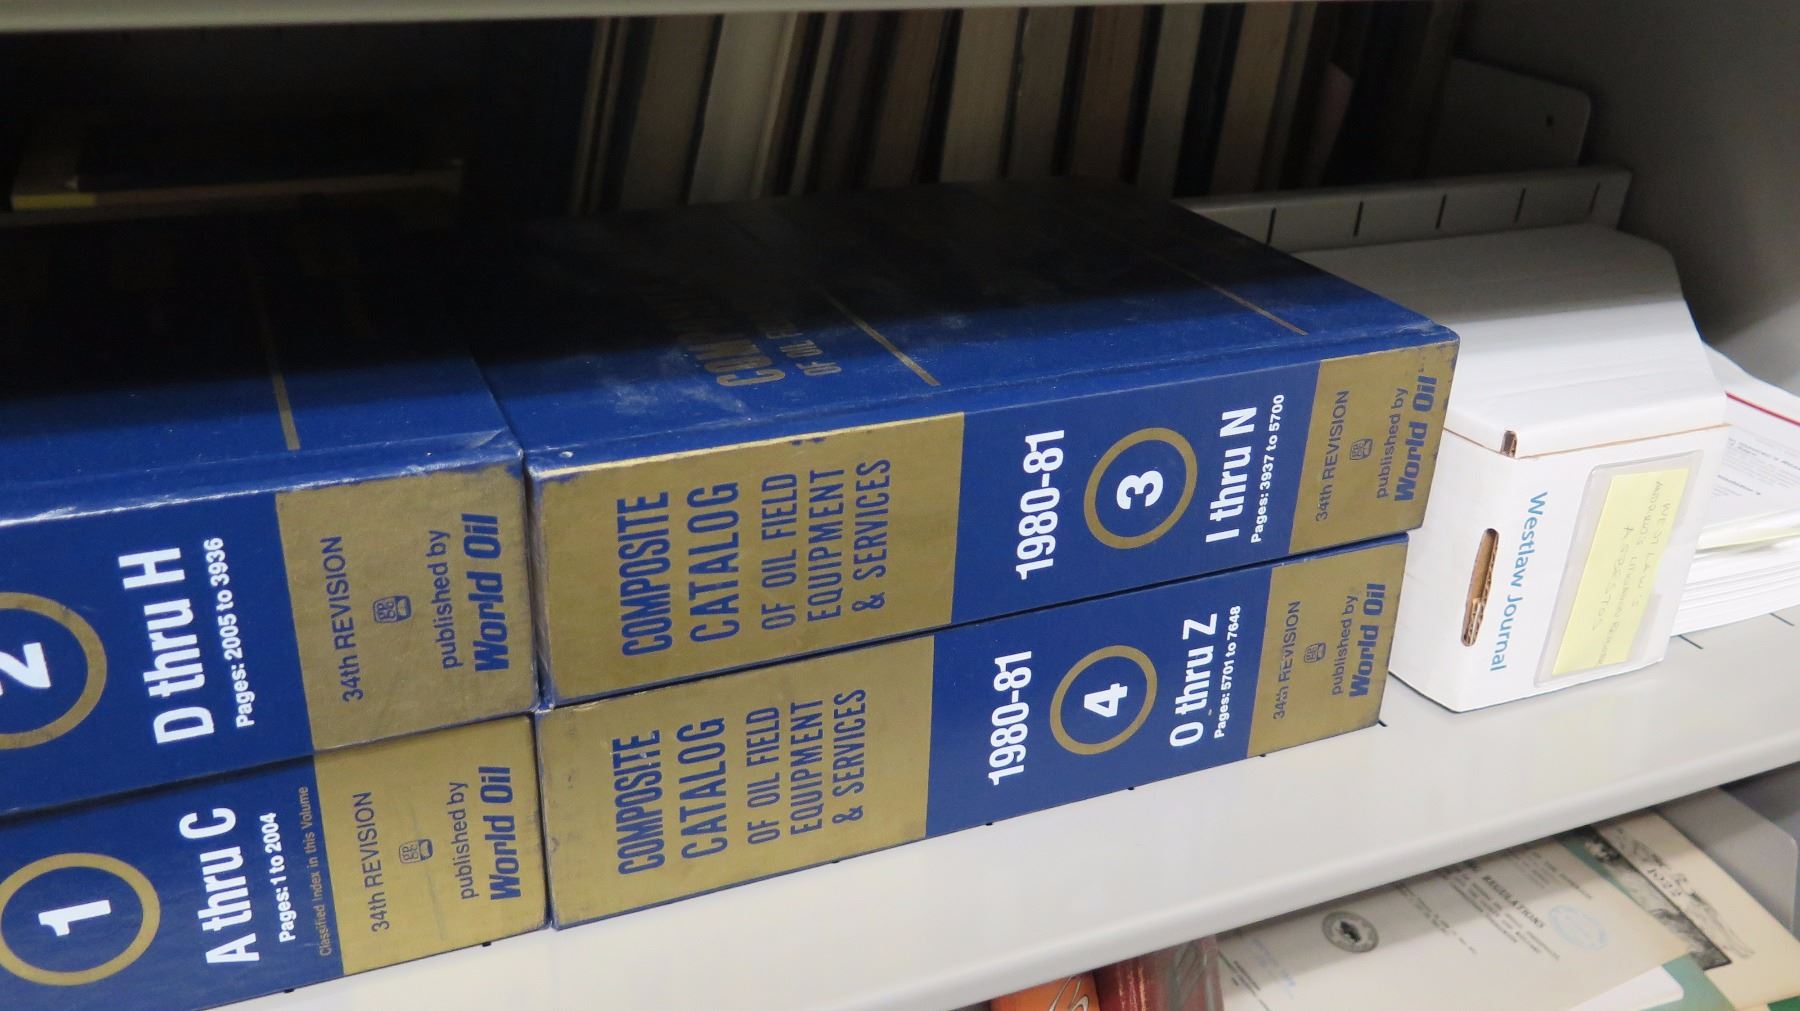 2
D thru H
Pages: 2005 to 3936
34th REVISION
published by
World Oil
1
A thru C
Pages: 1 to 2004
Classified Index in this Volume
34th REVISION
published by
World Oil
COMPOSITE
CATALOG
OF OIL FIELD
EQUIPMENT
& SERVICES
1980-81
3
I thru N
Pages: 3937 to 5700
34th REVISION
published by
World Oil
COMPOSITE
CATALOG
OF OIL FIELD
EQUIPMENT
& SERVICES
1980-81
4
O thru Z
Pages: 5701 to 7648
34th REVISION
published by
World Oil
Westlaw Journal
REGULATIONS